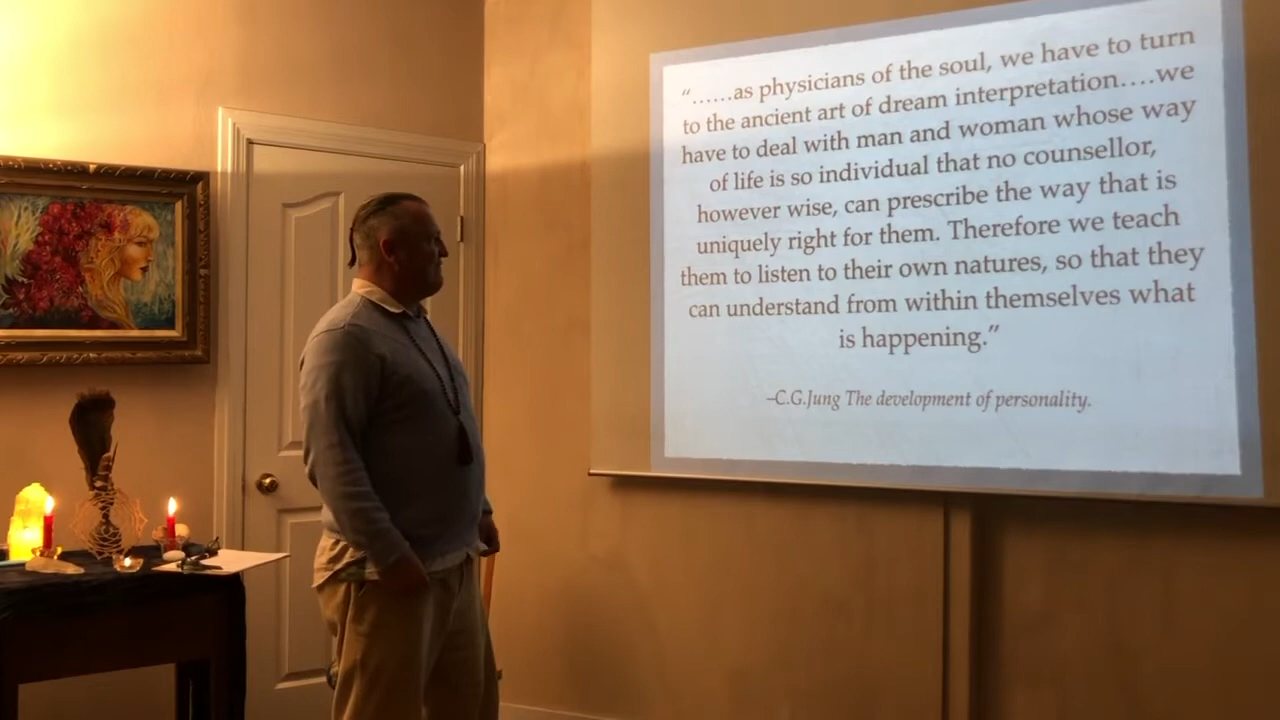 “......as physicians of the soul, we have to turn
to the ancient art of dream interpretation....we
have to deal with man and woman whose way
of life is so individual that no counsellor,
however wise, can prescribe the way that is
uniquely right for them. Therefore we teach
them to listen to their own natures, so that they
can understand from within themselves what
is happening.”
–C.G.Jung The development of personality.